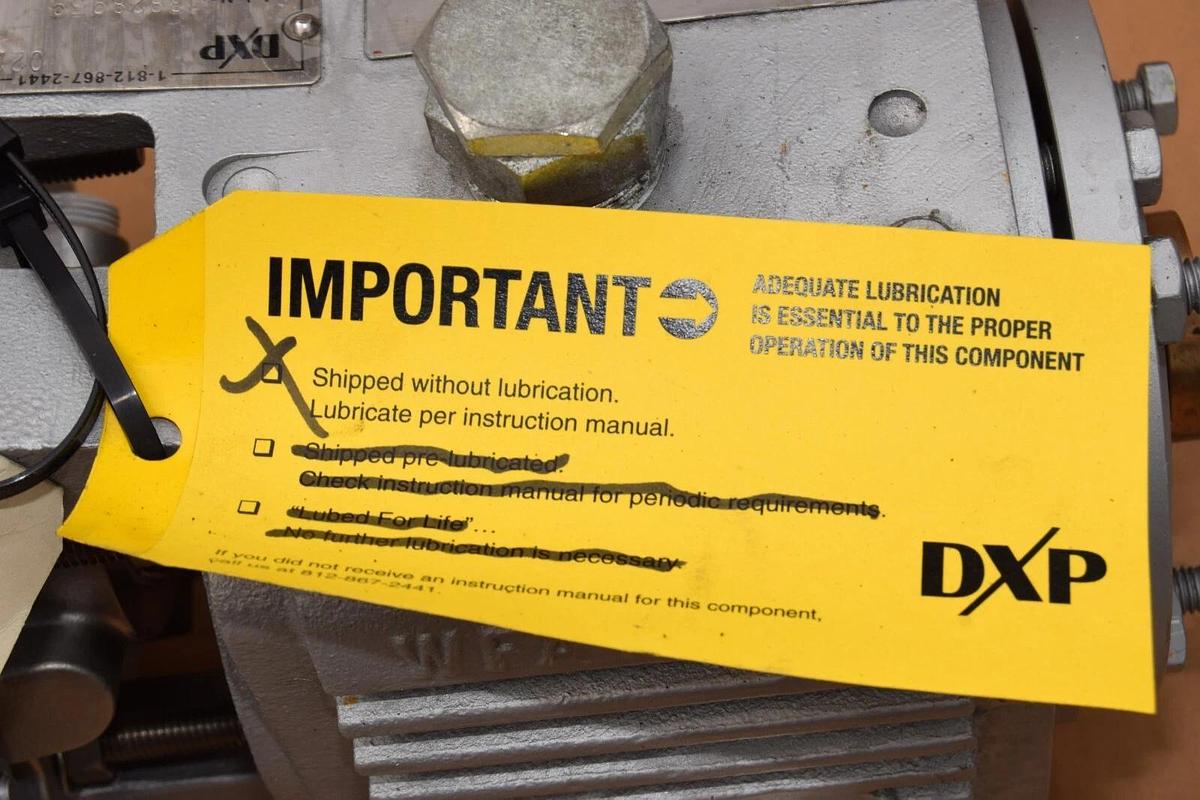 DXP
1-812-867-2441
IMPORTANT
ADEQUATE LUBRICATION
IS ESSENTIAL TO THE PROPER
OPERATION OF THIS COMPONENT
X
Shipped without lubrication.
Lubricate per instruction manual.
Shipped pre-lubricated.
Check instruction manual for periodic requirements.
"Lubed For Life"...
No further lubrication is necessary.
If you did not receive an instruction manual for this component,
call us at 812-867-2441.
DXP